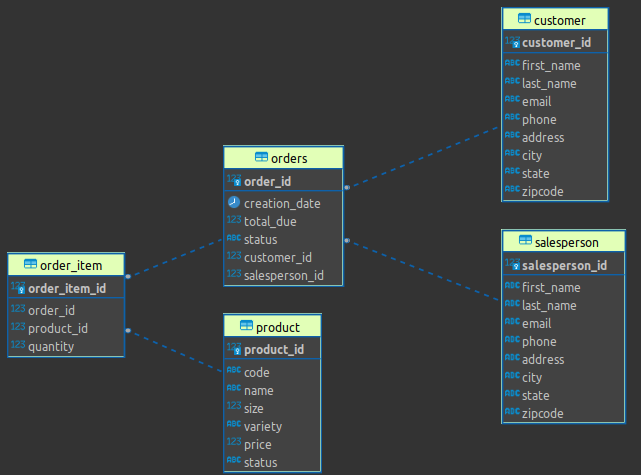 customer
123 customer_id
ABC first_name
ABC last_name
ABC email
ABC phone
ABC address
ABC city
ABC state
ABC zipcode
orders
123 order_id
creation_date
123 total_due
ABC status
123 customer_id
123 salesperson_id
salesperson
123 salesperson_id
ABC first_name
ABC last_name
ABC email
ABC phone
ABC address
ABC city
ABC state
ABC zipcode
order_item
123 order_item_id
123 order_id
123 product_id
123 quantity
product
123 product_id
ABC code
ABC name
123 size
ABC variety
123 price
ABC status